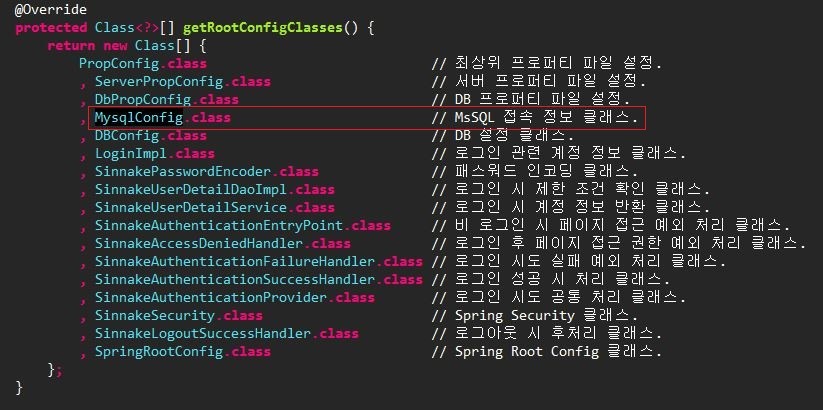 @Override
protected Class<?>[] getRootConfigClasses() {
return new Class[] {
PropConfig.class // 최상위 프로퍼티 파일 설정.
, ServerPropConfig.class // 서버 프로퍼티 파일 설정.
, DbPropConfig.class // DB 프로퍼티 파일 설정.
, MysqlConfig.class // MsSQL 접속 정보 클래스.
, DBConfig.class // DB 설정 클래스.
, LoginImpl.class // 로그인 관련 계정 정보 클래스.
, SinnakePasswordEncoder.class // 패스워드 인코딩 클래스.
, SinnakeUserDetailDaoImpl.class // 로그인 시 제한 조건 확인 클래스.
, SinnakeUserDetailService.class // 로그인 시 계정 정보 반환 클래스.
, SinnakeAuthenticationEntryPoint.class // 비 로그인 시 페이지 접근 예외 처리 클래스.
, SinnakeAccessDeniedHandler.class // 로그인 후 페이지 접근 권한 예외 처리 클래스.
, SinnakeAuthenticationFailureHandler.class // 로그인 시도 실패 예외 처리 클래스.
, SinnakeAuthenticationSuccessHandler.class // 로그인 성공 시 처리 클래스.
, SinnakeAuthenticationProvider.class // 로그인 시도 공통 처리 클래스.
, SinnakeSecurity.class // Spring Security 클래스.
, SinnakeLogoutSuccessHandler.class // 로그아웃 시 후처리 클래스.
, SpringRootConfig.class // Spring Root Config 클래스.
};
}